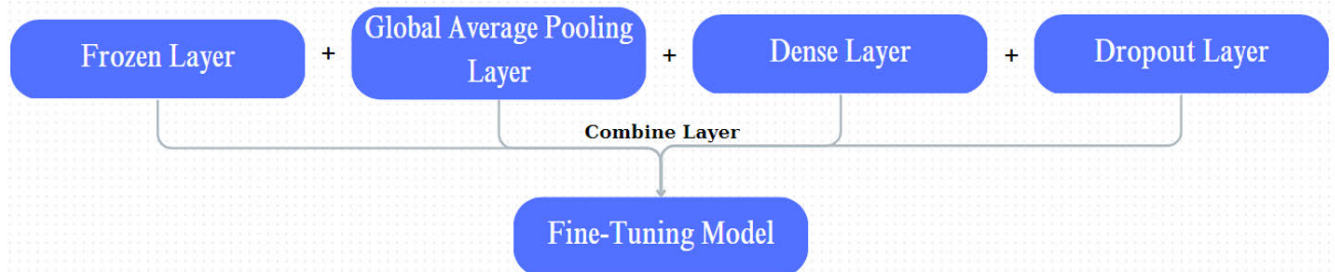 Frozen Layer + Global Average Pooling Layer + Dense Layer + Dropout Layer
Combine Layer
Fine-Tuning Model